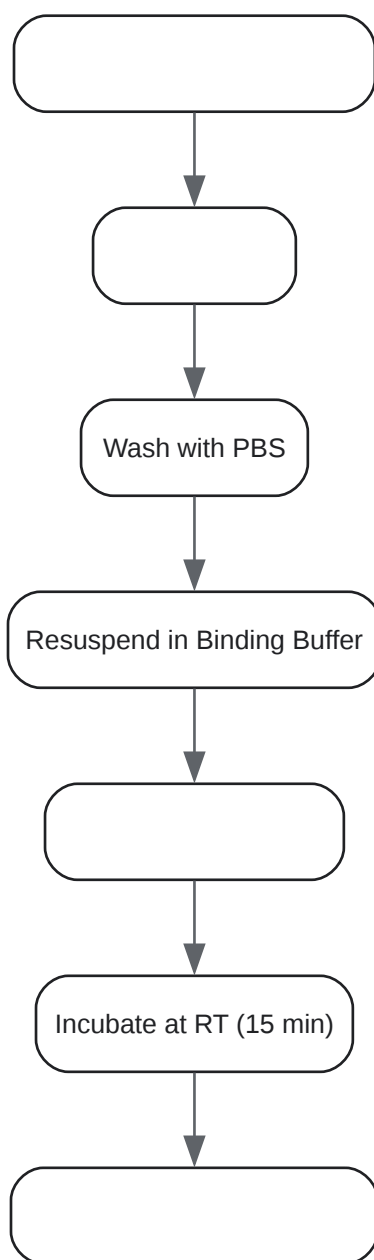 Wash with PBS
Resuspend in Binding Buffer
Incubate at RT (15 min)